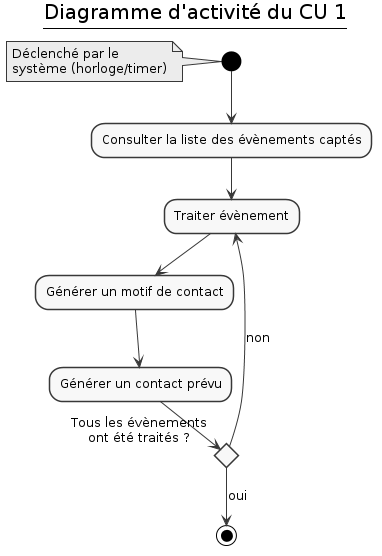 Diagramme d'activité du CU 1
Déclenché par le
système (horloge/timer)
Consulter la liste des évènements captés
Traiter évènement
Générer un motif de contact
non
Générer un contact prévu
Tous les évènements
ont été traités ?
oui